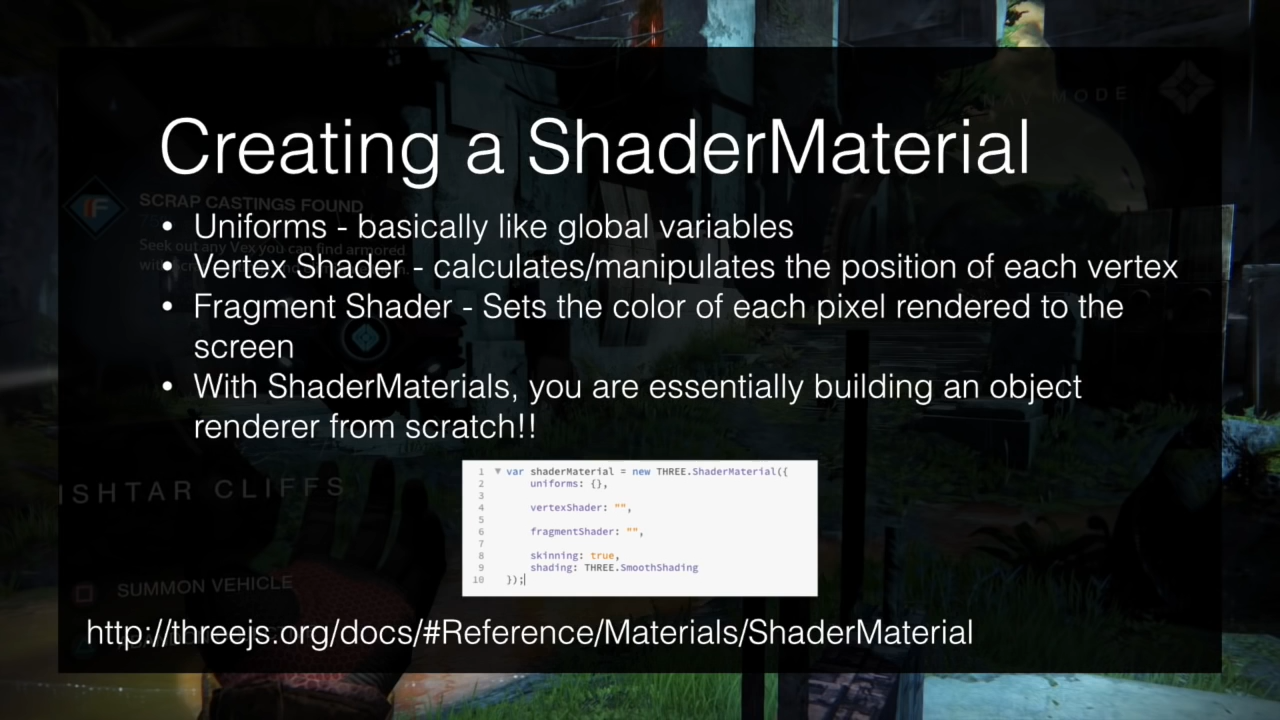 NAV MODE
Creating a ShaderMaterial
SCRAP CASTINGS FOUND
• Uniforms - basically like global variables
Seek out any Vex you can find armored
• Vertex Shader - calculates/manipulates the position of each vertex
• Fragment Shader - Sets the color of each pixel rendered to the
screen
• With ShaderMaterials, you are essentially building an object
renderer from scratch!!
1 ▼ var shaderMaterial = new THREE.ShaderMaterial({
2 uniforms: {},
3
4 vertexShader: "",
5
6 fragmentShader: "",
7
8 skinning: true,
9 shading: THREE.SmoothShading
10 });
ISHTAR CLIFFS
SUMMON VEHICLE
http://threejs.org/docs/#Reference/Materials/ShaderMaterial